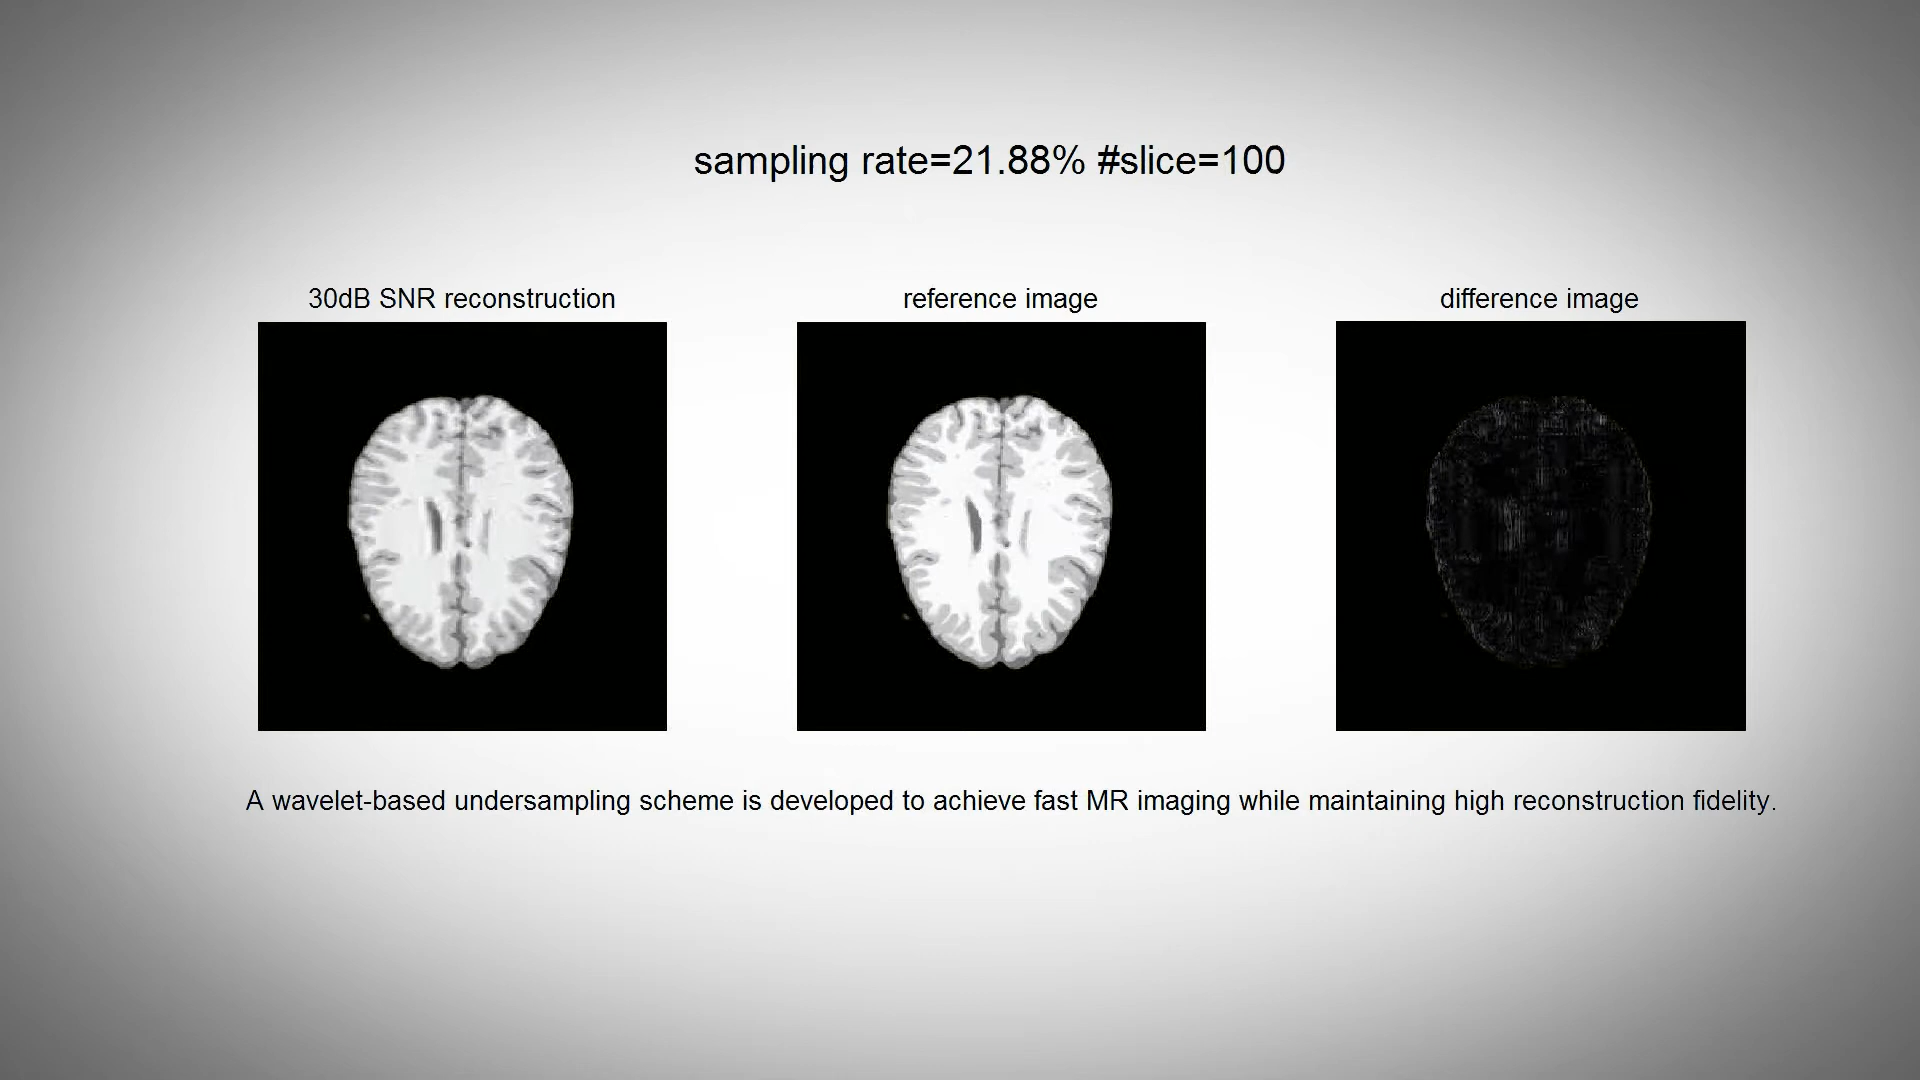 sampling rate=21.88% #slice=100
30dB SNR reconstruction
reference image
difference image
A wavelet-based undersampling scheme is developed to achieve fast MR imaging while maintaining high reconstruction fidelity.